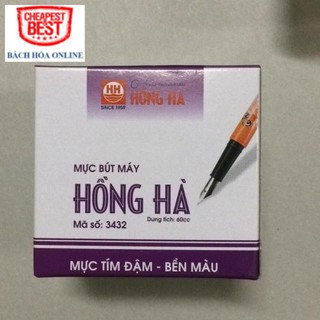 CHEAPEST
BEST
BÁCH HÓA ONLINE
HH
SINCE 1959
HỒNG HÀ
MỰC BÚT MÁY
HỒNG HÀ
Dung tích: 60cc
Mã số: 3432
MỰC TÍM ĐẬM - BỀN MÀU